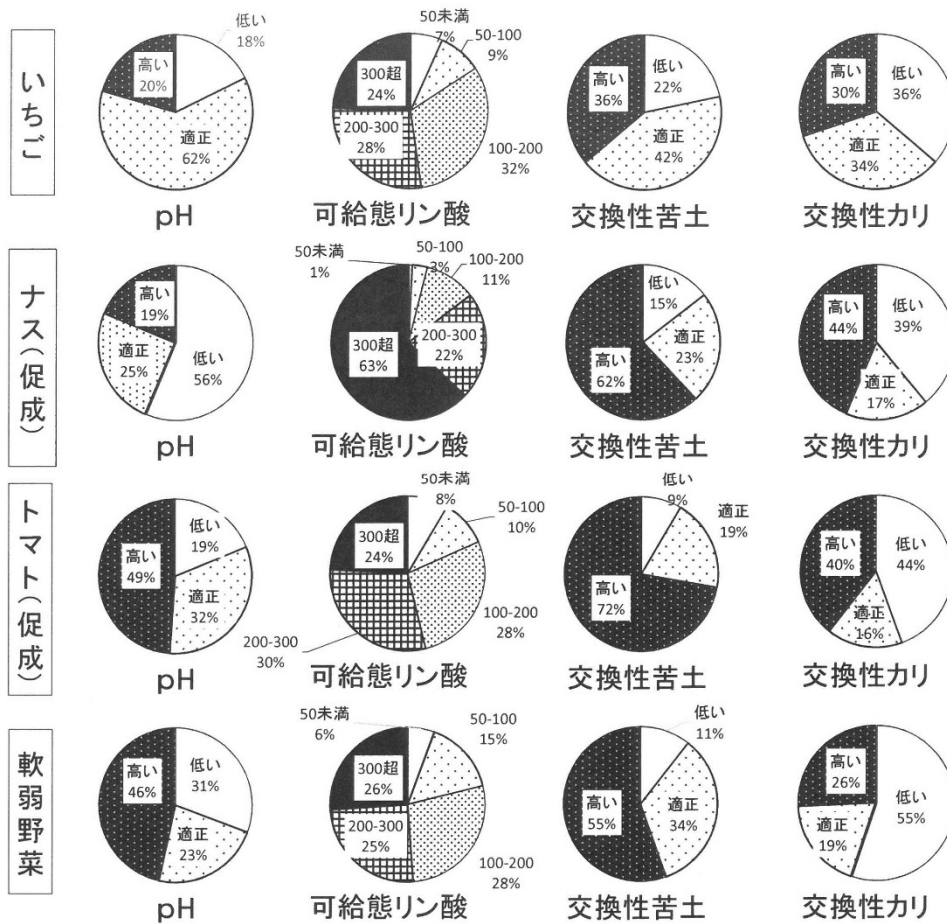 いちご
低い
18%
高い
20%
適正
62%
pH
50未満
7%
50-100
9%
300超
24%
200-300
28%
100-200
32%
可給態リン酸
高い
36%
低い
22%
適正
42%
交換性苦土
高い
30%
低い
36%
適正
34%
交換性カリ
ナス(促成)
高い
19%
適正
25%
低い
56%
pH
50未満
1%
50-100
3%
100-200
11%
200-300
22%
300超
63%
可給態リン酸
低い
15%
適正
23%
高い
62%
交換性苦土
高い
44%
低い
39%
適正
17%
交換性カリ
トマト(促成)
低い
19%
高い
49%
適正
32%
pH
50未満
8%
50-100
10%
300超
24%
100-200
28%
200-300
30%
可給態リン酸
低い
9%
適正
19%
高い
72%
交換性苦土
高い
40%
低い
44%
適正
16%
交換性カリ
軟弱野菜
高い
46%
低い
31%
適正
23%
pH
50未満
6%
50-100
15%
300超
26%
200-300
25%
100-200
28%
可給態リン酸
低い
11%
高い
55%
適正
34%
交換性苦土
高い
26%
低い
55%
適正
19%
交換性カリ